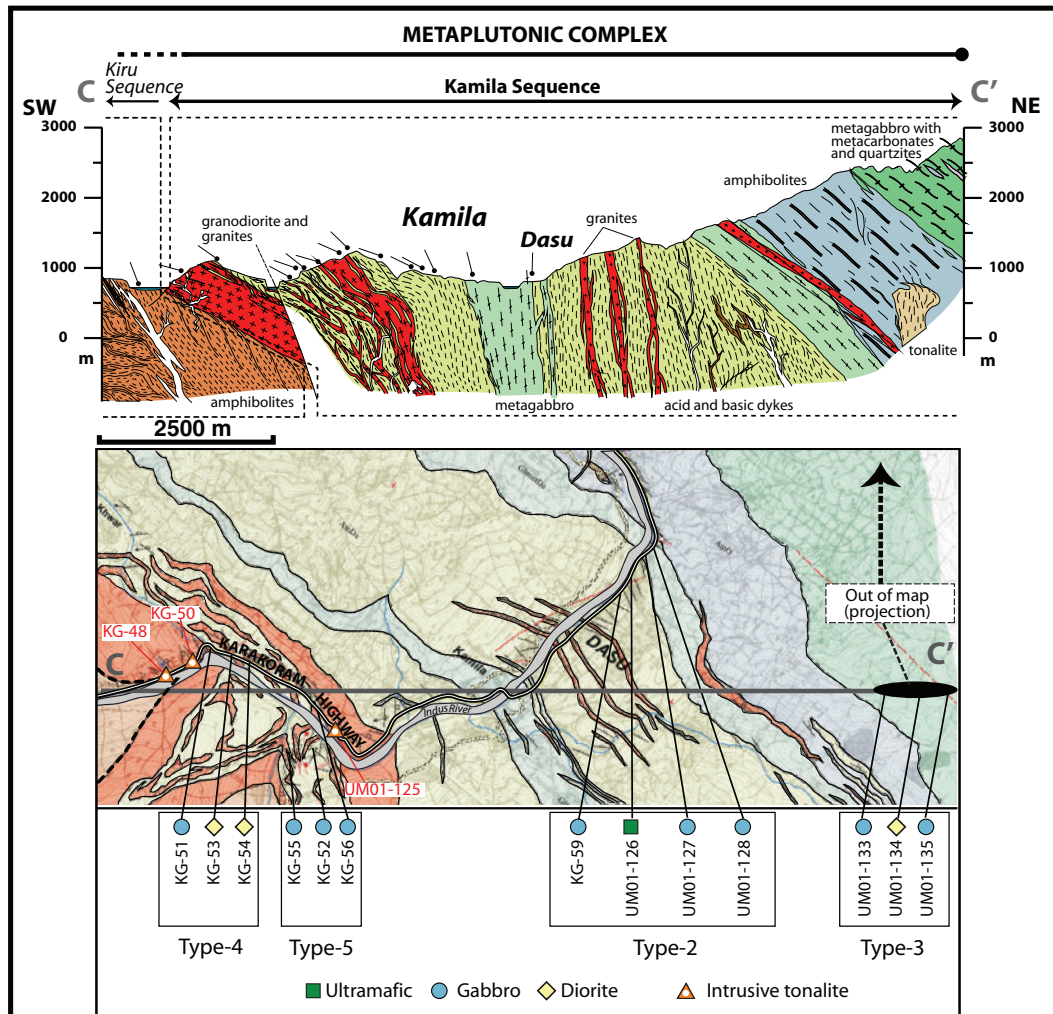 METAPLUTONIC COMPLEX
Kiru
Sequence
C
Kamila Sequence
C'
SW
NE
3000
3000
metagabbro with
metacarbonates
and quartzites
amphibolites
2000
2000
granodiorite and
granites
Kamila
granites
Dasu
1000
1000
0
0
m
m
tonalite
amphibolites
metagabbro
acid and basic dykes
2500 m
Khwar
KG-50
KG-48
C
KARAKORAM
HIGHWAY
Kamila
DASU
Indus River
UM01-125
Out of map
(projection)
C'
KG-51
KG-53
KG-54
KG-55
KG-52
KG-56
KG-59
UM01-126
UM01-127
UM01-128
UM01-133
UM01-134
UM01-135
Type-4
Type-5
Type-2
Type-3
Ultramafic
Gabbro
Diorite
Intrusive tonalite